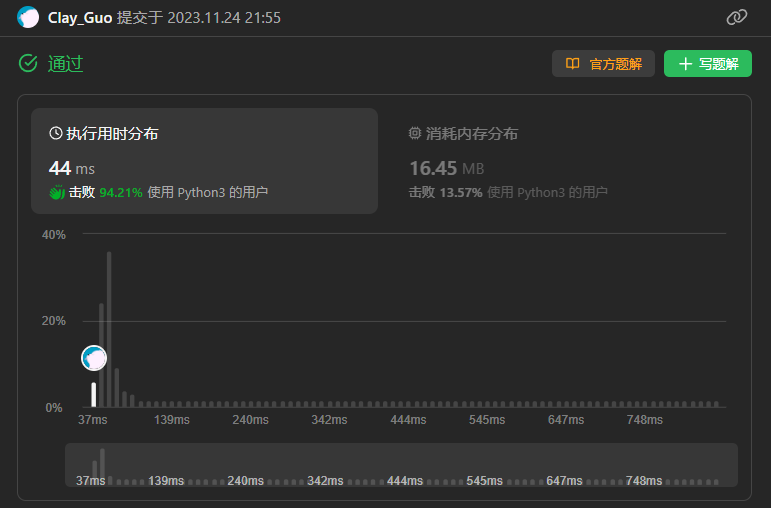 Clay_Guo 提交于 2023.11.24 21:55
通过
官方题解
写题解
执行用时分布
44 ms
击败 94.21% 使用 Python3 的用户
消耗内存分布
16.45 MB
击败 13.57% 使用 Python3 的用户
40%
20%
0%
37ms 139ms 240ms 342ms 444ms 545ms 647ms 748ms
37ms 139ms 240ms 342ms 444ms 545ms 647ms 748ms